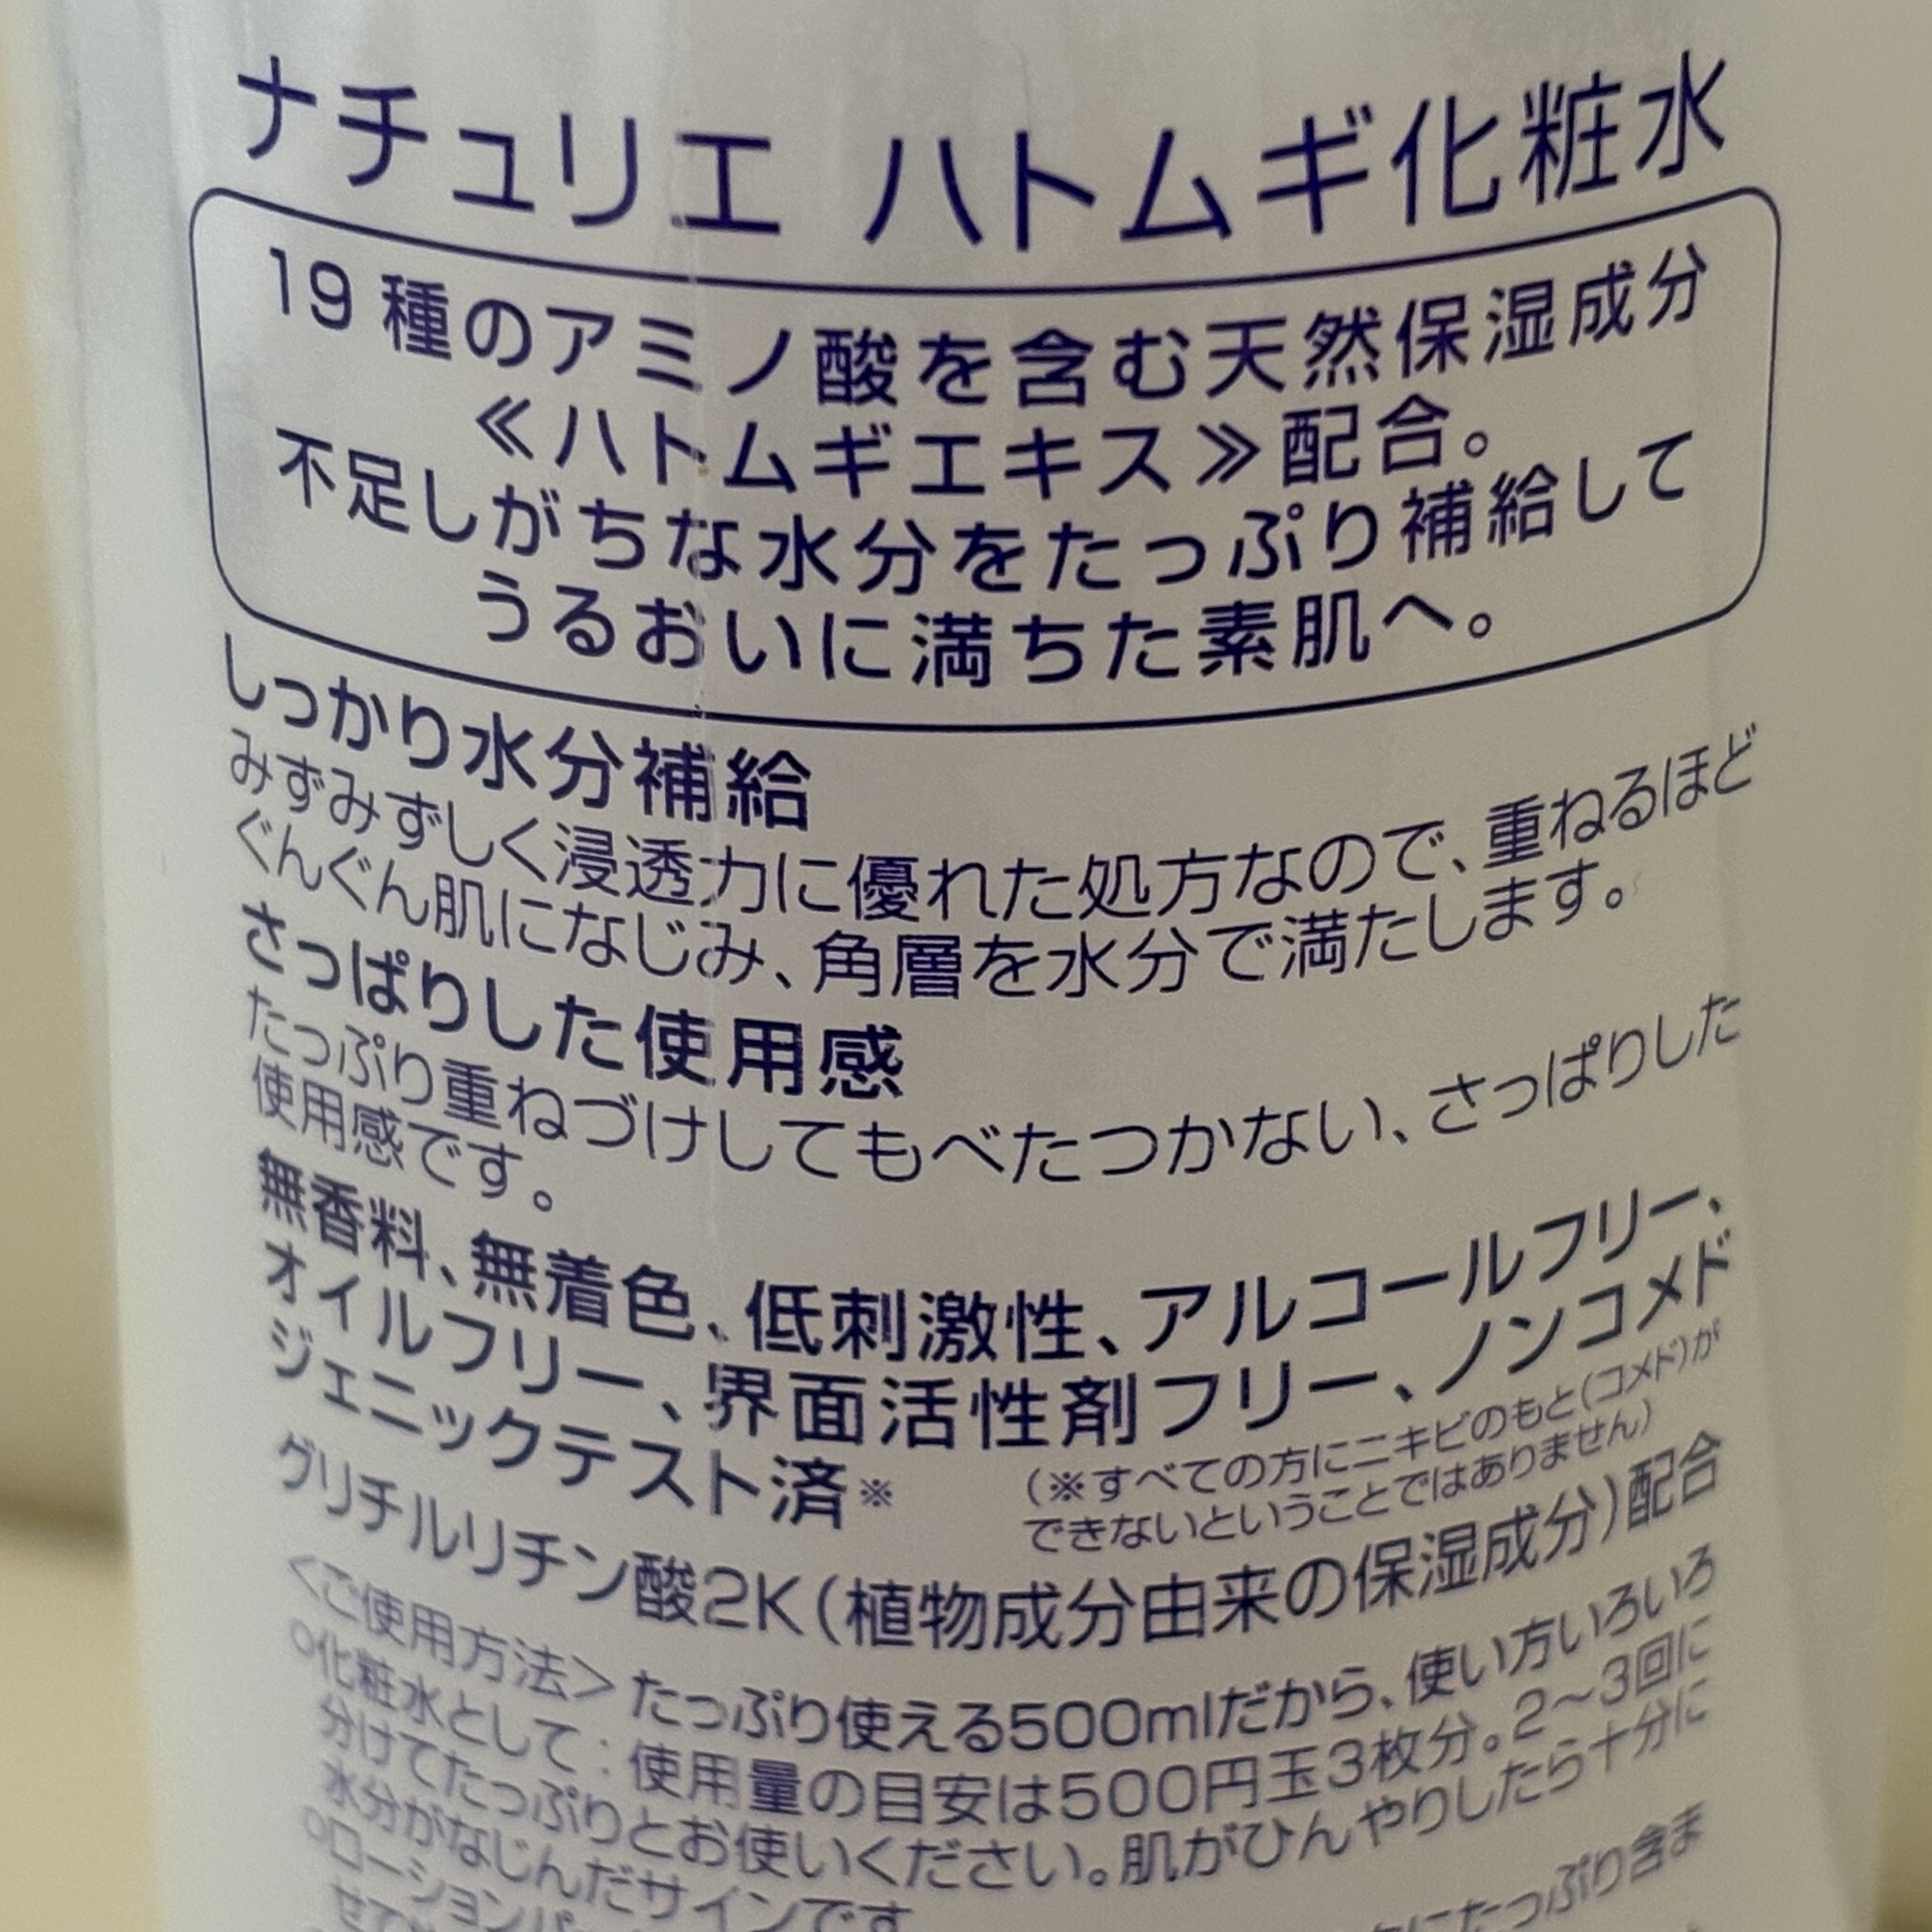 ナチュリエ ハトムギ化粧水
19種のアミノ酸を含む天然保湿成分
≪ハトムギエキス≫配合。
不足しがちな水分をたっぷり補給して
うるおいに満ちた素肌へ。
しっかり水分補給
みずみずしく浸透力に優れた処方なので、重ねるほど
ぐんぐん肌になじみ、角層を水分で満たします。
さっぱりした使用感
たっぷり重ねづけしてもべたつかない、さっぱりした
使用感です。
無香料、無着色、低刺激性、アルコールフリー、
オイルフリー、界面活性剤フリー、ノンコメド
ジェニックテスト済※
(※すべての方にニキビのもと(コメド)が
できないということではありません)
グリチルリチン酸2K(植物成分由来の保湿成分)配合
<ご使用方法>たっぷり使える500mlだから、使い方いろいろ
○化粧水として：使用量の目安は500円玉3枚分。2～3回に
分けてたっぷりとお使いください。肌がひんやりしたら十分に
水分がなじんだサインです
○ローションパッ
にたっぷり含ま
せて